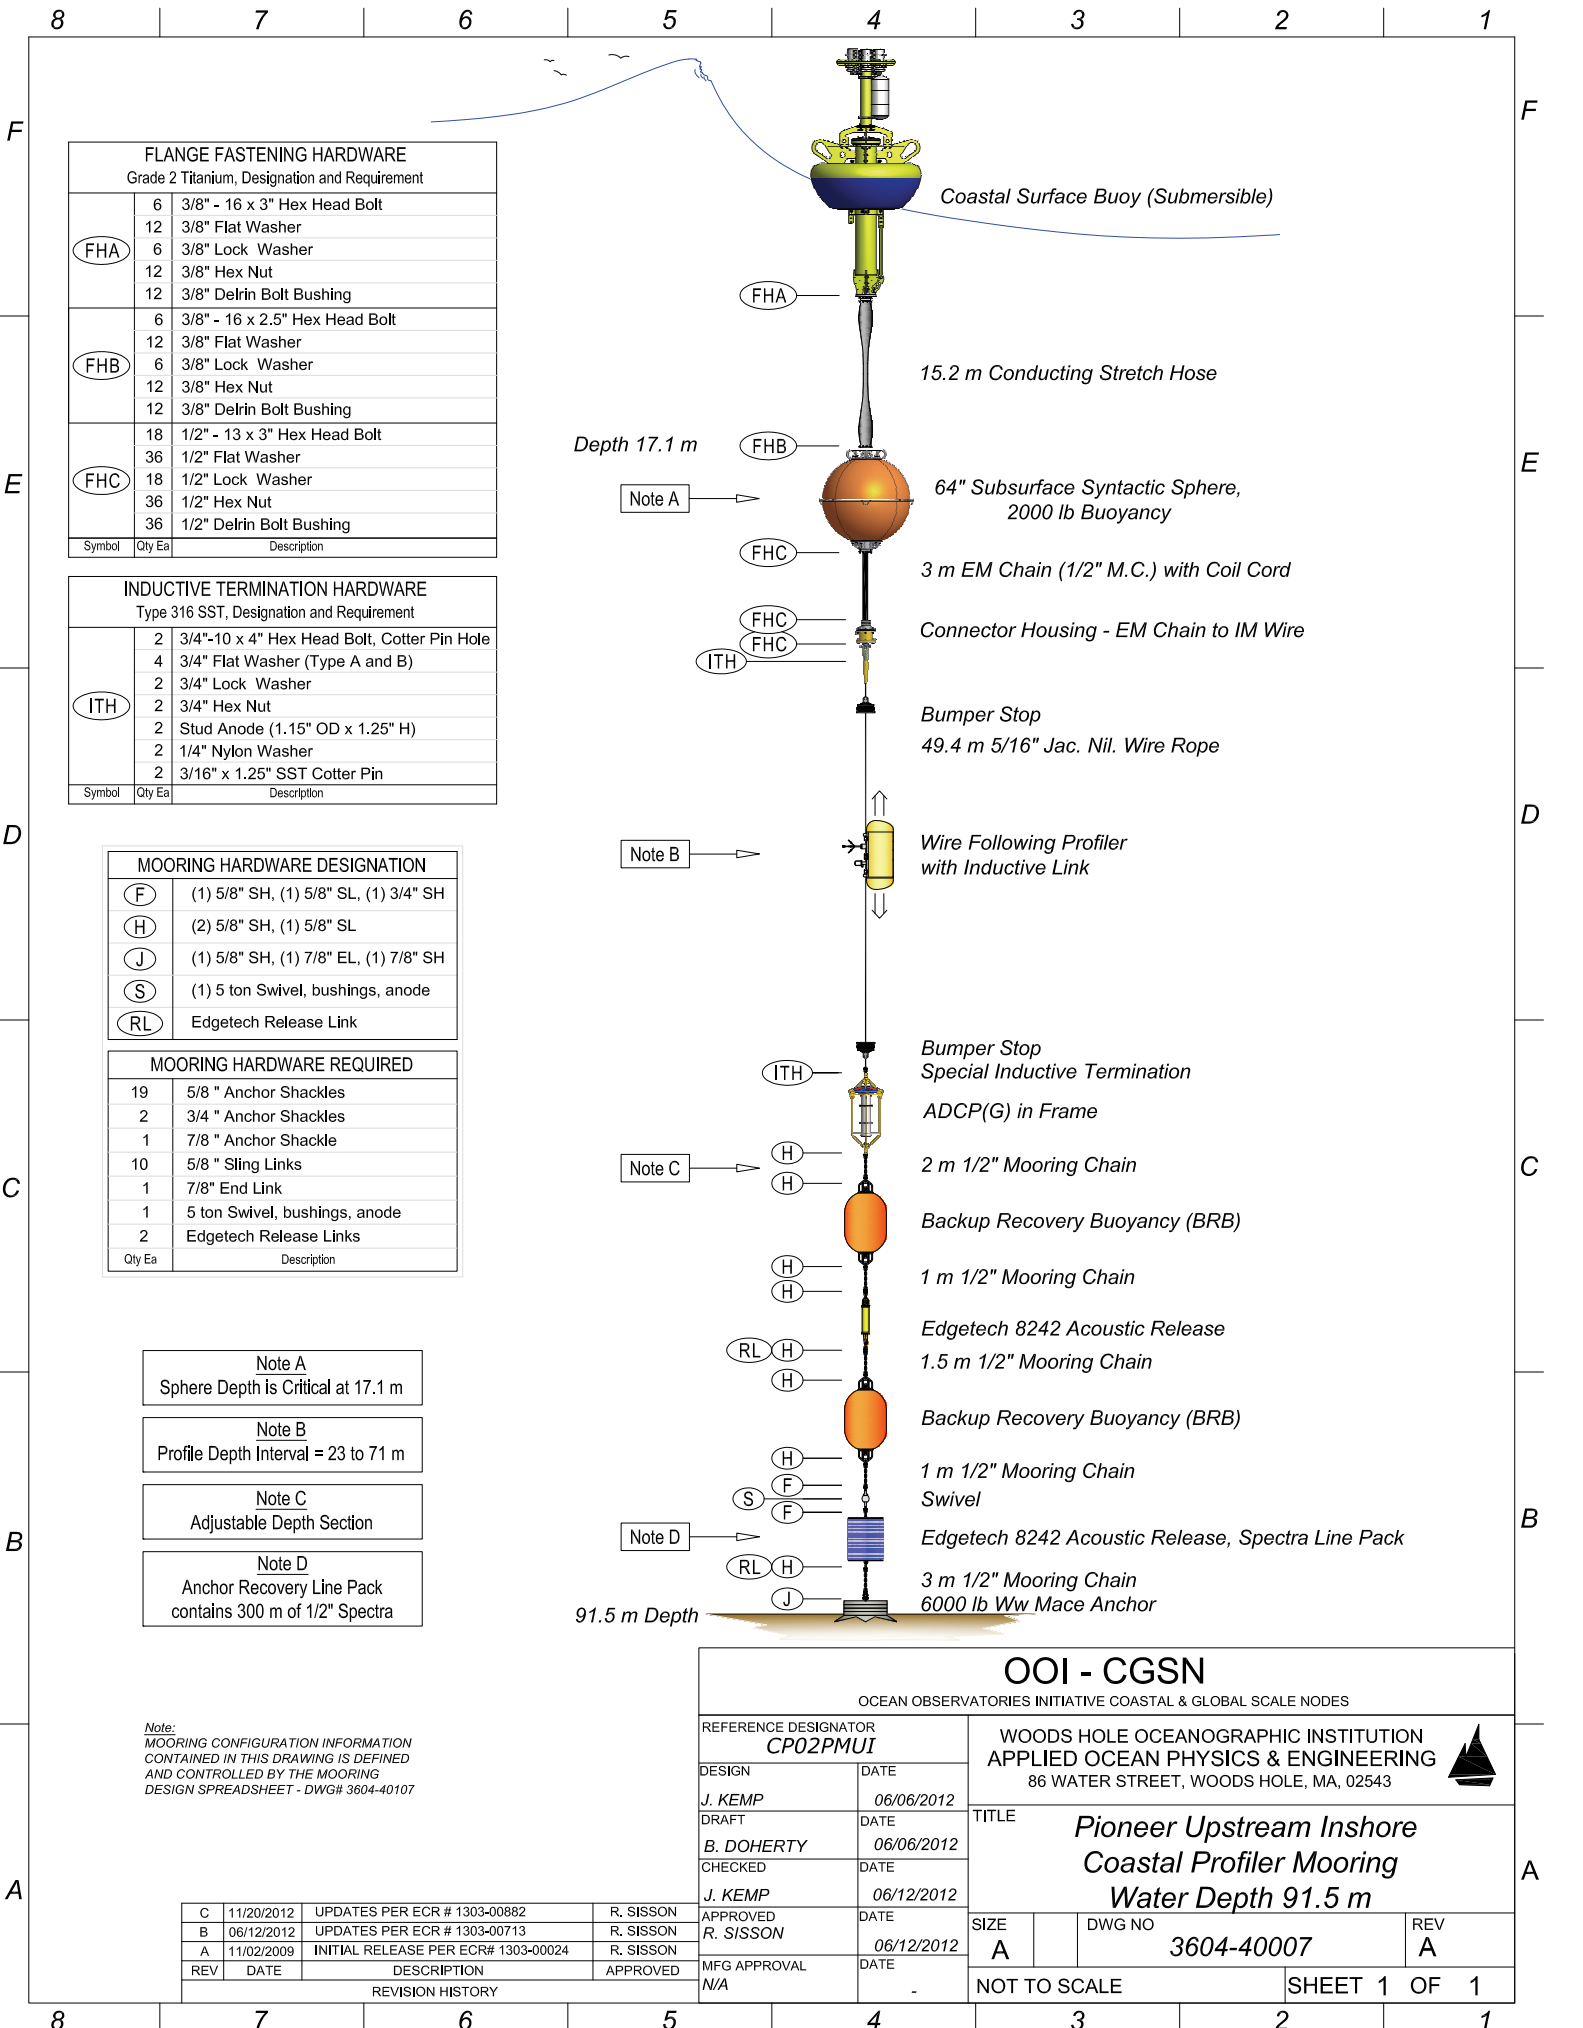 8 7 6 5 4 3 2 1
F
F
E
E
D
D
C
C
B
B
A
A
FLANGE FASTENING HARDWARE
Grade 2 Titanium, Designation and Requirement
FHA
6 3/8" - 16 x 3" Hex Head Bolt
12 3/8" Flat Washer
6 3/8" Lock Washer
12 3/8" Hex Nut
12 3/8" Delrin Bolt Bushing
FHB
6 3/8" - 16 x 2.5" Hex Head Bolt
12 3/8" Flat Washer
6 3/8" Lock Washer
12 3/8" Hex Nut
12 3/8" Delrin Bolt Bushing
FHC
18 1/2" - 13 x 3" Hex Head Bolt
36 1/2" Flat Washer
18 1/2" Lock Washer
36 1/2" Hex Nut
36 1/2" Delrin Bolt Bushing
Symbol Qty Ea Description
INDUCTIVE TERMINATION HARDWARE
Type 316 SST, Designation and Requirement
ITH
2 3/4"-10 x 4" Hex Head Bolt, Cotter Pin Hole
4 3/4" Flat Washer (Type A and B)
2 3/4" Lock Washer
2 3/4" Hex Nut
2 Stud Anode (1.15" OD x 1.25" H)
2 1/4" Nylon Washer
2 3/16" x 1.25" SST Cotter Pin
Symbol Qty Ea Description
MOORING HARDWARE DESIGNATION
F (1) 5/8" SH, (1) 5/8" SL, (1) 3/4" SH
H (2) 5/8" SH, (1) 5/8" SL
J (1) 5/8" SH, (1) 7/8" EL, (1) 7/8" SH
S (1) 5 ton Swivel, bushings, anode
RL Edgetech Release Link
MOORING HARDWARE REQUIRED
19 5/8 " Anchor Shackles
2 3/4 " Anchor Shackles
1 7/8 " Anchor Shackle
10 5/8 " Sling Links
1 7/8" End Link
1 5 ton Swivel, bushings, anode
2 Edgetech Release Links
Qty Ea Description
Note A
Sphere Depth is Critical at 17.1 m
Note B
Profile Depth Interval = 23 to 71 m
Note C
Adjustable Depth Section
Note D
Anchor Recovery Line Pack
contains 300 m of 1/2" Spectra
Note:
MOORING CONFIGURATION INFORMATION
CONTAINED IN THIS DRAWING IS DEFINED
AND CONTROLLED BY THE MOORING
DESIGN SPREADSHEET - DWG# 3604-40107
Coastal Surface Buoy (Submersible)
FHA
15.2 m Conducting Stretch Hose
Depth 17.1 m
FHB
Note A
64" Subsurface Syntactic Sphere,
2000 lb Buoyancy
FHC
3 m EM Chain (1/2" M.C.) with Coil Cord
FHC
Connector Housing - EM Chain to IM Wire
FHC
ITH
Bumper Stop
49.4 m 5/16" Jac. Nil. Wire Rope
Note B
Wire Following Profiler
with Inductive Link
Bumper Stop
ITH
Special Inductive Termination
ADCP(G) in Frame
H
Note C
2 m 1/2" Mooring Chain
H
Backup Recovery Buoyancy (BRB)
H
1 m 1/2" Mooring Chain
H
Edgetech 8242 Acoustic Release
RL H
1.5 m 1/2" Mooring Chain
H
Backup Recovery Buoyancy (BRB)
H
1 m 1/2" Mooring Chain
F
S
Swivel
F
Note D
Edgetech 8242 Acoustic Release, Spectra Line Pack
RL H
3 m 1/2" Mooring Chain
J
6000 lb Ww Mace Anchor
91.5 m Depth
OOI - CGSN
OCEAN OBSERVATORIES INITIATIVE COASTAL & GLOBAL SCALE NODES
REFERENCE DESIGNATOR
CP02PMUI
WOODS HOLE OCEANOGRAPHIC INSTITUTION
APPLIED OCEAN PHYSICS & ENGINEERING
86 WATER STREET, WOODS HOLE, MA, 02543
DESIGN DATE
J. KEMP 06/06/2012
DRAFT DATE
B. DOHERTY 06/06/2012
CHECKED DATE
J. KEMP 06/12/2012
APPROVED DATE
R. SISSON 06/12/2012
MFG APPROVAL DATE
N/A -
TITLE
Pioneer Upstream Inshore
Coastal Profiler Mooring
Water Depth 91.5 m
SIZE
A
DWG NO
3604-40007
REV
A
NOT TO SCALE
SHEET 1 OF 1
C 11/20/2012 UPDATES PER ECR # 1303-00882 R. SISSON
B 06/12/2012 UPDATES PER ECR # 1303-00713 R. SISSON
A 11/02/2009 INITIAL RELEASE PER ECR# 1303-00024 R. SISSON
REV DATE DESCRIPTION APPROVED
REVISION HISTORY
8 7 6 5 4 3 2 1